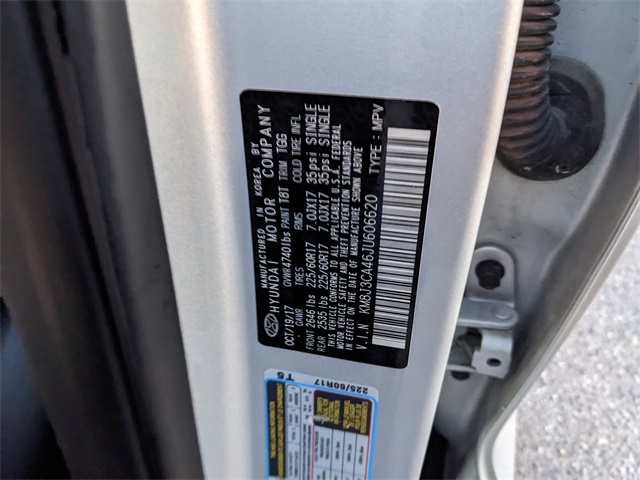 MANUFACTURED IN KOREA BY
HYUNDAI MOTOR COMPANY
OCT/19/17 GVWR 4740lbs PAINT T8T TRIM TGG
GAWR TIRES RIMS COLD TIRE INFL
FRONT 2646 lbs 225/60R17 7.0JX17 35psi SINGLE
REAR 2535 lbs 225/60R17 7.0JX17 35psi SINGLE
THIS VEHICLE CONFORMS TO ALL APPLICABLE U.S.A. FEDERAL
MOTOR VEHICLE SAFETY, THEFT PREVENTION STANDARDS
IN EFFECT ON THE DATE OF MANUFACTURE SHOWN ABOVE
V.I.N KM8J3CA46JU606620 TYPE: MPV
225/60R17 T5